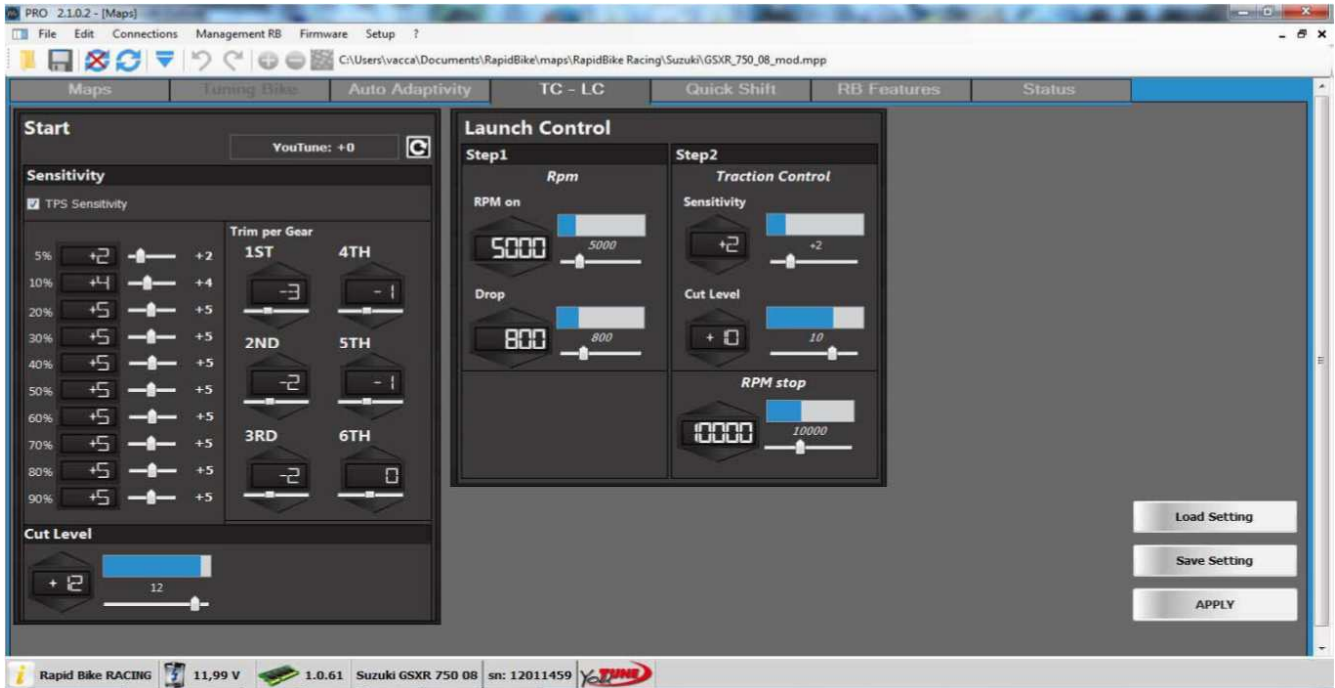 PRO 2.1.0.2 - [Maps]
File Edit Connections Management RB Firmware Setup ?
C:\Users\vacca\Documents\RapidBike\maps\RapidBike Racing\Suzuki\GSXR_750_08_mod.mpp
Maps Tuning Bike Auto Adaptivity TC - LC Quick Shift RB Features Status
Start
YouTune: +0
Sensitivity
TPS Sensitivity
5% +2 +2
10% +4 +4
20% +5 +5
30% +5 +5
40% +5 +5
50% +5 +5
60% +5 +5
70% +5 +5
80% +5 +5
90% +5 +5
Trim per Gear
1ST 4TH
-3 -1
2ND 5TH
-2 -1
3RD 6TH
-2 0
Cut Level
+12
12
Launch Control
Step1
Rpm
RPM on
5000 5000
Drop
800 800
Step2
Traction Control
Sensitivity
+2 +2
Cut Level
+10 10
RPM stop
10000 10000
Load Setting
Save Setting
APPLY
Rapid Bike RACING 11,99 V 1.0.61 Suzuki GSXR 750 08 sn: 12011459 YouTUNE